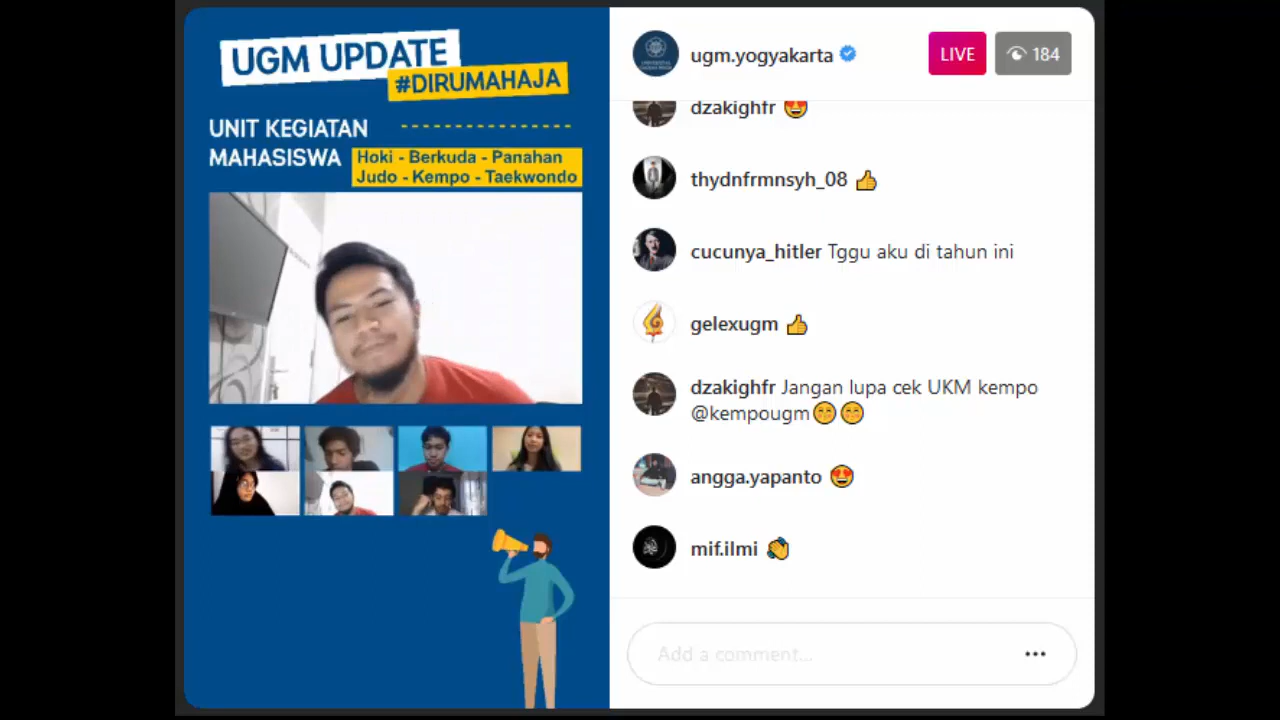 UGM UPDATE
#DIRUMAHAJA
UNIT KEGIATAN
MAHASISWA
Hoki - Berkuda - Panahan
Judo - Kempo - Taekwondo
ugm.yogyakarta
LIVE
184
dzakighfr 😍
thydnfrmnsyh_08 👍
cucunya_hitler Tggu aku di tahun ini
gelexugm 👍
dzakighfr Jangan lupa cek UKM kempo
@kempougm😁😁
angga.yapanto 😍
mif.ilmi 👏
Add a comment...